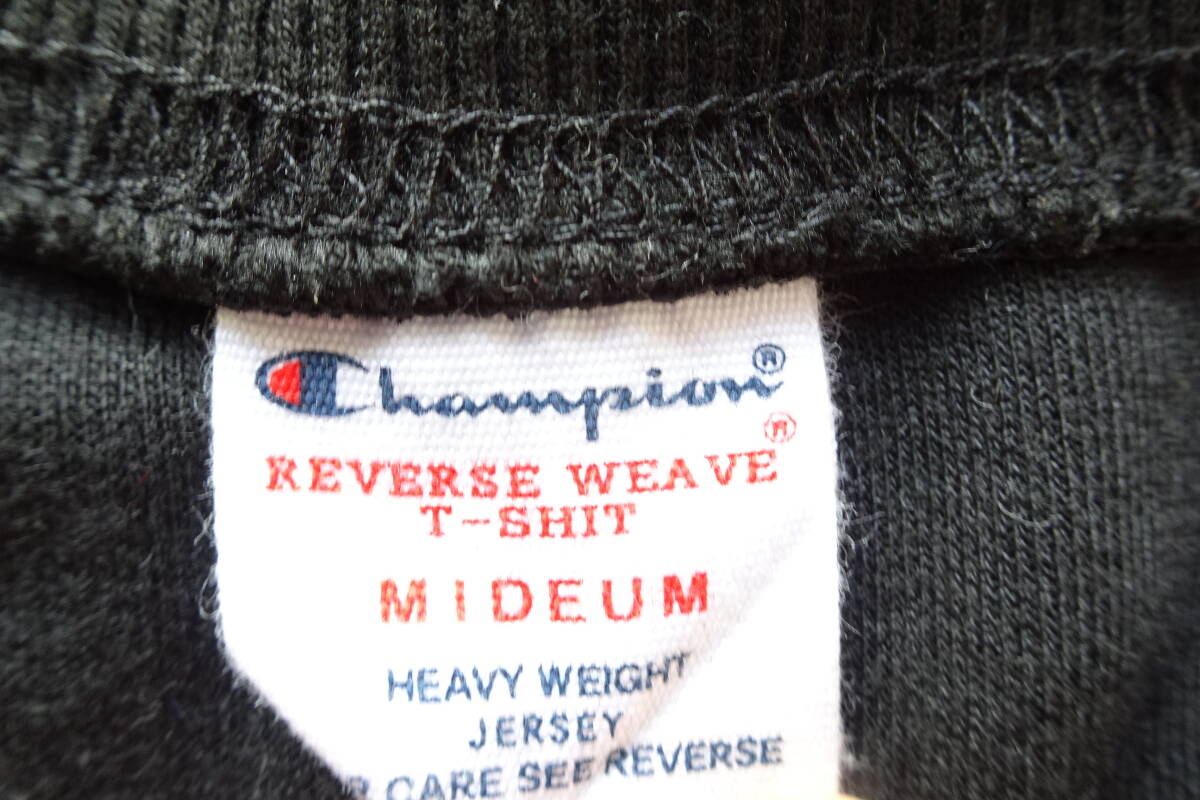 Champion®
®
REVERSE WEAVE
T-SHIT
MIDEUM
HEAVY WEIGHT
JERSEY
R CARE SEE REVERSE